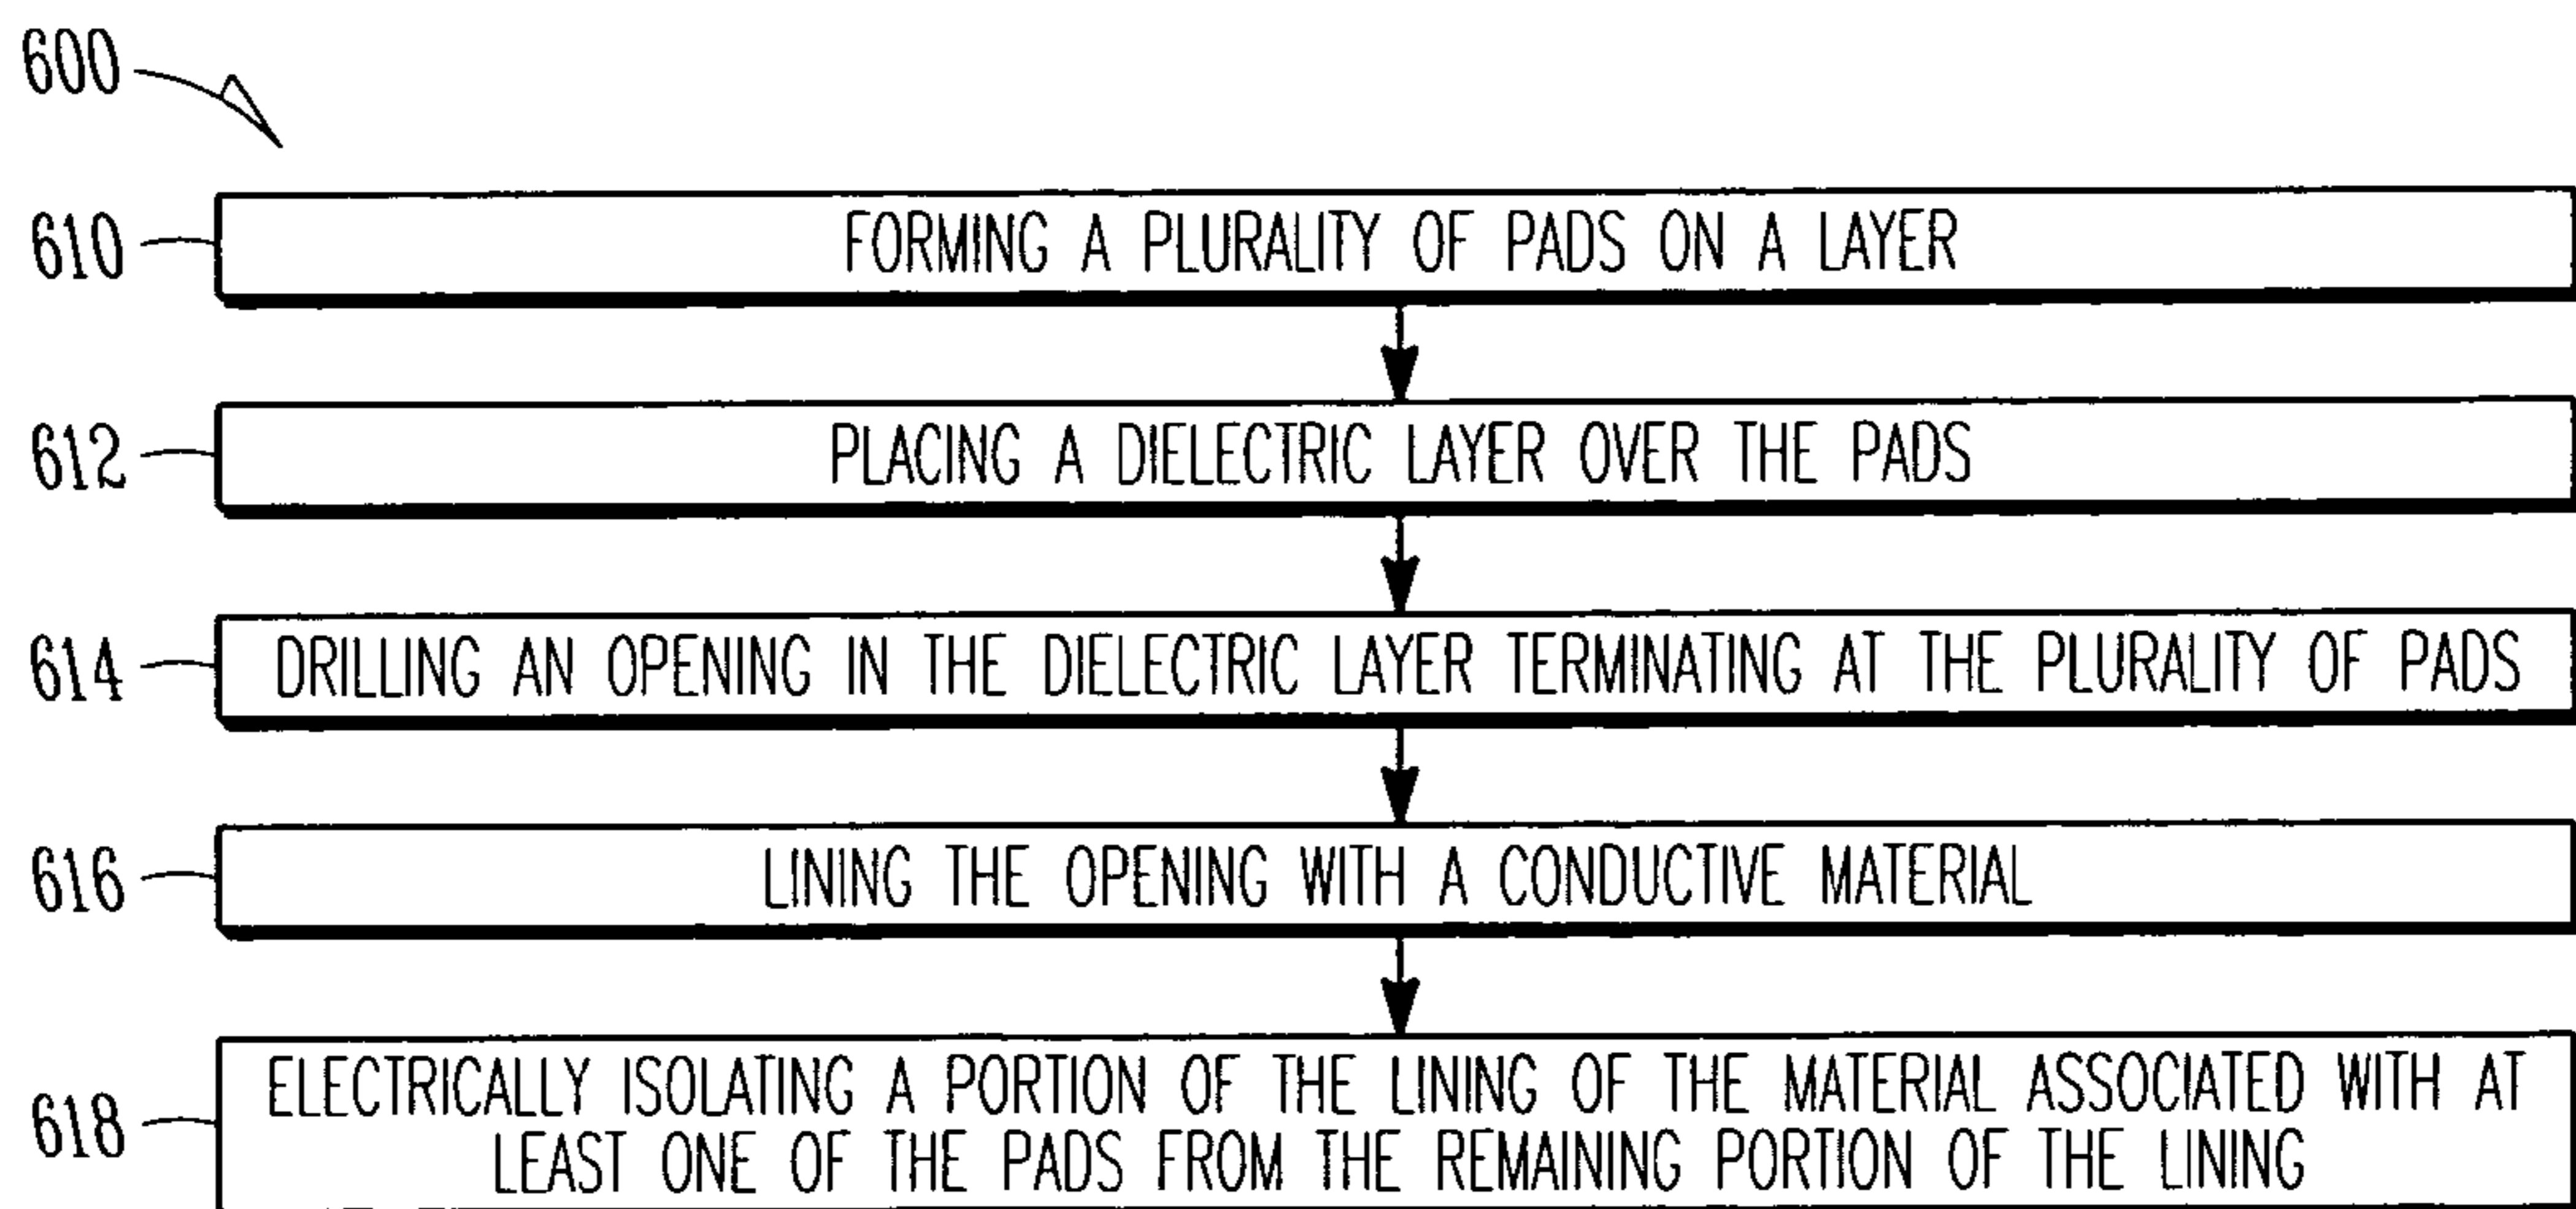 600
610
FORMING A PLURALITY OF PADS ON A LAYER
612
PLACING A DIELECTRIC LAYER OVER THE PADS
614
DRILLING AN OPENING IN THE DIELECTRIC LAYER TERMINATING AT THE PLURALITY OF PADS
616
LINING THE OPENING WITH A CONDUCTIVE MATERIAL
618
ELECTRICALLY ISOLATING A PORTION OF THE LINING OF THE MATERIAL ASSOCIATED WITH AT
LEAST ONE OF THE PADS FROM THE REMAINING PORTION OF THE LINING